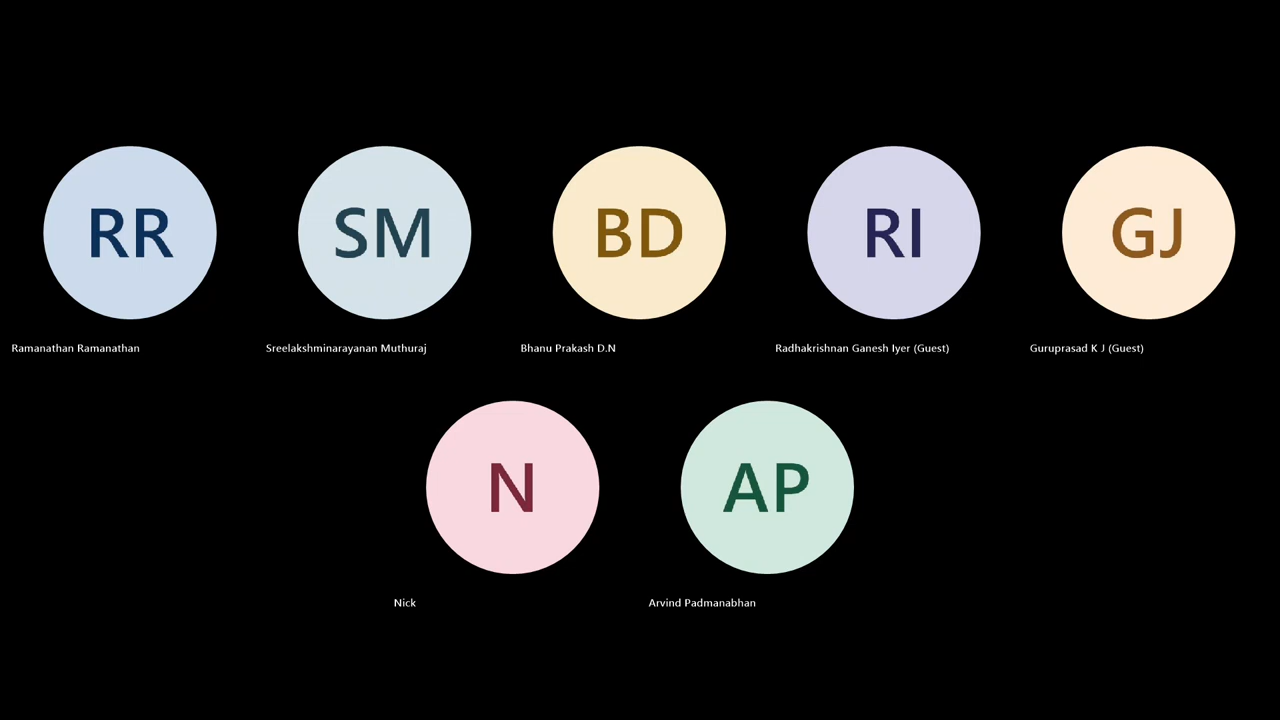 RR
SM
BD
RI
GJ
Ramanathan Ramanathan
Sreelakshminarayanan Muthuraj
Bhanu Prakash D.N
Radhakrishnan Ganesh Iyer (Guest)
Guruprasad K J (Guest)
N
AP
Nick
Arvind Padmanabhan